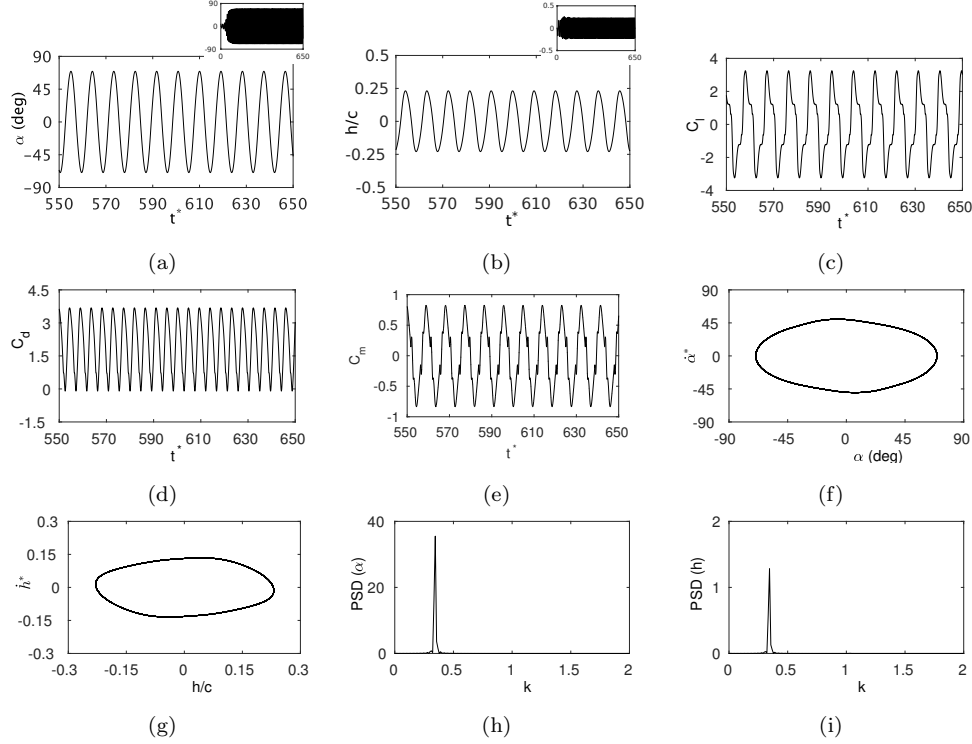 90
-90
0 650
90
45
0
-45
-90
α (deg)
550 570 590 610 630 650
t*
(a)
0.5
-0.5
0 650
0.5
0.25
0
-0.25
-0.5
h/c
550 570 590 610 630 650
t*
(b)
4
2
0
-2
-4
C_l
550 570 590 610 630 650
t*
(c)
4.5
3
1.5
0
-1.5
C_d
550 570 590 610 630 650
t*
(d)
1
0.5
0
-0.5
-1
C_m
550 570 590 610 630 650
t*
(e)
90
45
0
-45
-90
α̇*
-90 -45 0 45 90
α (deg)
(f)
0.3
0.15
0
-0.15
-0.3
ḣ*
-0.3 -0.15 0 0.15 0.3
h/c
(g)
40
20
0
PSD (α)
0 0.5 1 1.5 2
k
(h)
2
1
0
PSD (h)
0 0.5 1 1.5 2
k
(i)